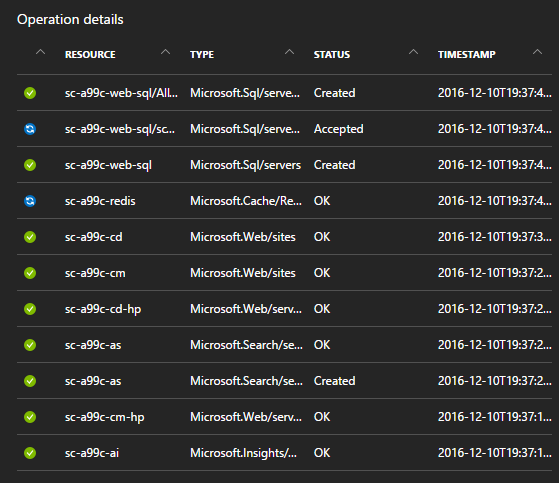 Operation details
RESOURCE TYPE STATUS TIMESTAMP
sc-a99c-web-sql/All... Microsoft.Sql/serve... Created 2016-12-10T19:37:4...
sc-a99c-web-sql/sc... Microsoft.Sql/serve... Accepted 2016-12-10T19:37:4...
sc-a99c-web-sql Microsoft.Sql/servers Created 2016-12-10T19:37:4...
sc-a99c-redis Microsoft.Cache/Re... OK 2016-12-10T19:37:4...
sc-a99c-cd Microsoft.Web/sites OK 2016-12-10T19:37:3...
sc-a99c-cm Microsoft.Web/sites OK 2016-12-10T19:37:2...
sc-a99c-cd-hp Microsoft.Web/serv... OK 2016-12-10T19:37:2...
sc-a99c-as Microsoft.Search/se... OK 2016-12-10T19:37:2...
sc-a99c-as Microsoft.Search/se... Created 2016-12-10T19:37:2...
sc-a99c-cm-hp Microsoft.Web/serv... OK 2016-12-10T19:37:1...
sc-a99c-ai Microsoft.Insights/... OK 2016-12-10T19:37:1...